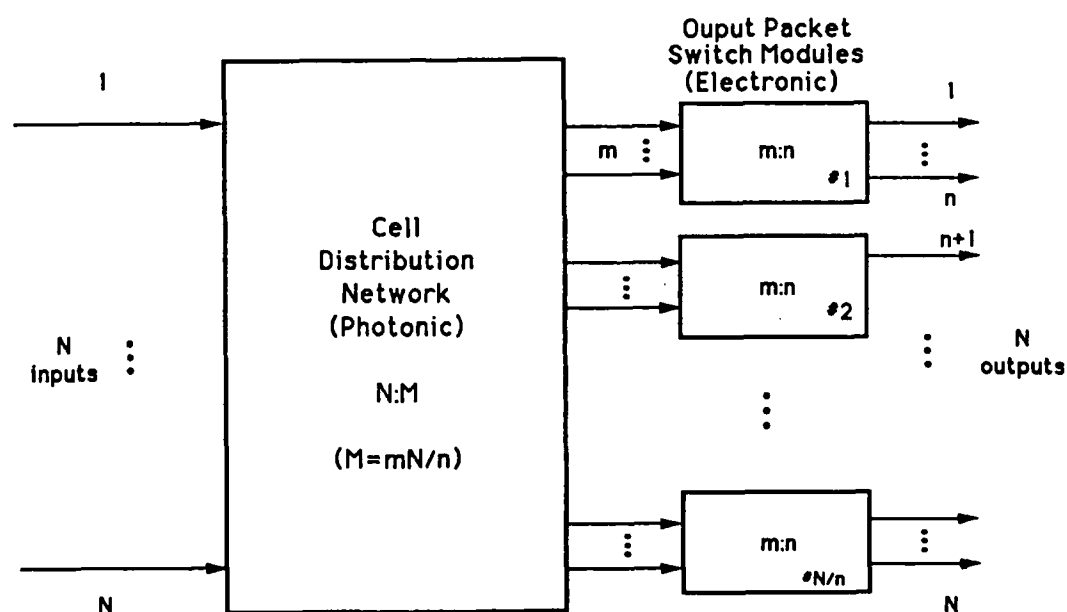 Ouput Packet
Switch Modules
(Electronic)
1
1
m
m:n
#1
n
Cell
Distribution
Network
(Photonic)
n+1
m:n
#2
N
inputs
N
outputs
N:M
(M=mN/n)
m:n
#N/n
N
N